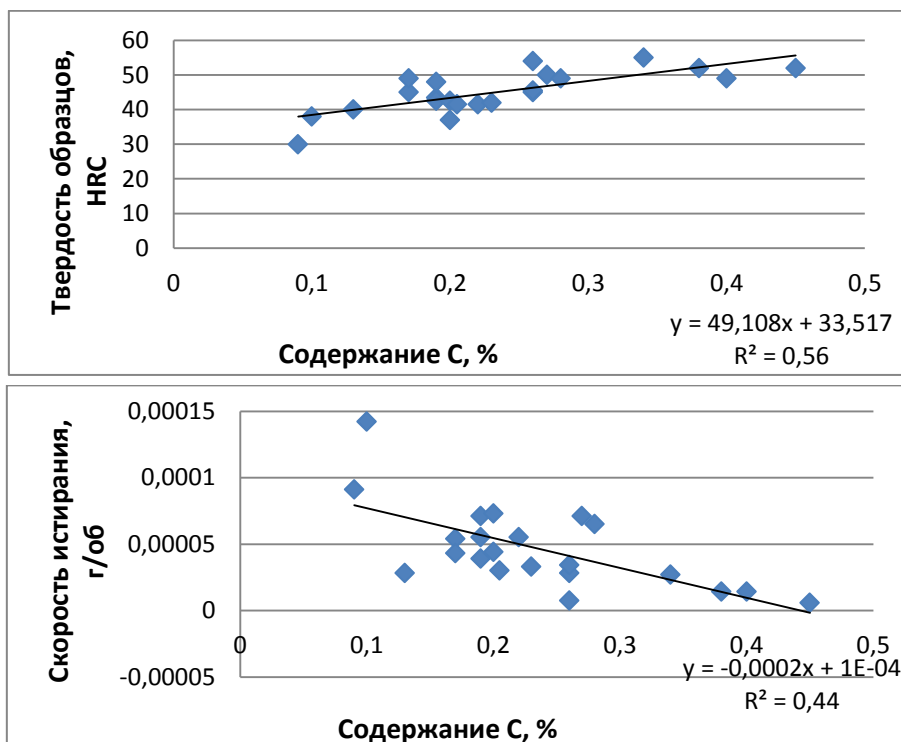 60
50
40
30
20
10
0
Твердость образцов,
HRC
0
0,1
0,2
0,3
0,4
0,5
y = 49,108x + 33,517
R² = 0,56
Содержание С, %
0,00015
0,0001
0,00005
0
-0,00005
Скорость истирания,
г/об
0
0,1
0,2
0,3
0,4
0,5
y = -0,0002x + 1E-04
R² = 0,44
Содержание С, %